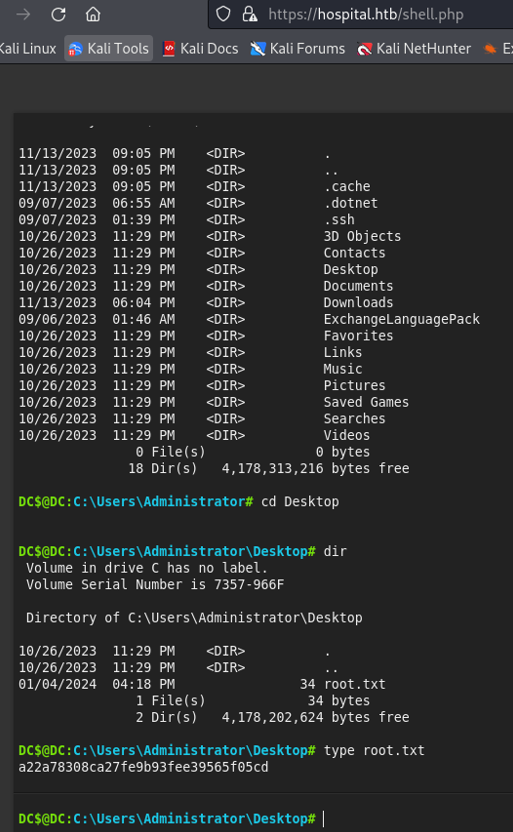 https://hospital.htb/shell.php
Kali Linux Kali Tools Kali Docs Kali Forums Kali NetHunter Ex
11/13/2023 09:05 PM <DIR> .
11/13/2023 09:05 PM <DIR> ..
11/13/2023 09:05 PM <DIR> .cache
09/07/2023 06:55 AM <DIR> .dotnet
09/07/2023 01:39 PM <DIR> .ssh
10/26/2023 11:29 PM <DIR> 3D Objects
10/26/2023 11:29 PM <DIR> Contacts
10/26/2023 11:29 PM <DIR> Desktop
10/26/2023 11:29 PM <DIR> Documents
11/13/2023 06:04 PM <DIR> Downloads
09/06/2023 01:46 AM <DIR> ExchangeLanguagePack
10/26/2023 11:29 PM <DIR> Favorites
10/26/2023 11:29 PM <DIR> Links
10/26/2023 11:29 PM <DIR> Music
10/26/2023 11:29 PM <DIR> Pictures
10/26/2023 11:29 PM <DIR> Saved Games
10/26/2023 11:29 PM <DIR> Searches
10/26/2023 11:29 PM <DIR> Videos
0 File(s) 0 bytes
18 Dir(s) 4,178,313,216 bytes free
DC$@DC:C:\Users\Administrator# cd Desktop
DC$@DC:C:\Users\Administrator\Desktop# dir
Volume in drive C has no label.
Volume Serial Number is 7357-966F
Directory of C:\Users\Administrator\Desktop
10/26/2023 11:29 PM <DIR> .
10/26/2023 11:29 PM <DIR> ..
01/04/2024 04:18 PM 34 root.txt
1 File(s) 34 bytes
2 Dir(s) 4,178,202,624 bytes free
DC$@DC:C:\Users\Administrator\Desktop# type root.txt
a22a78308ca27fe9b93fee39565f05cd
DC$@DC:C:\Users\Administrator\Desktop#